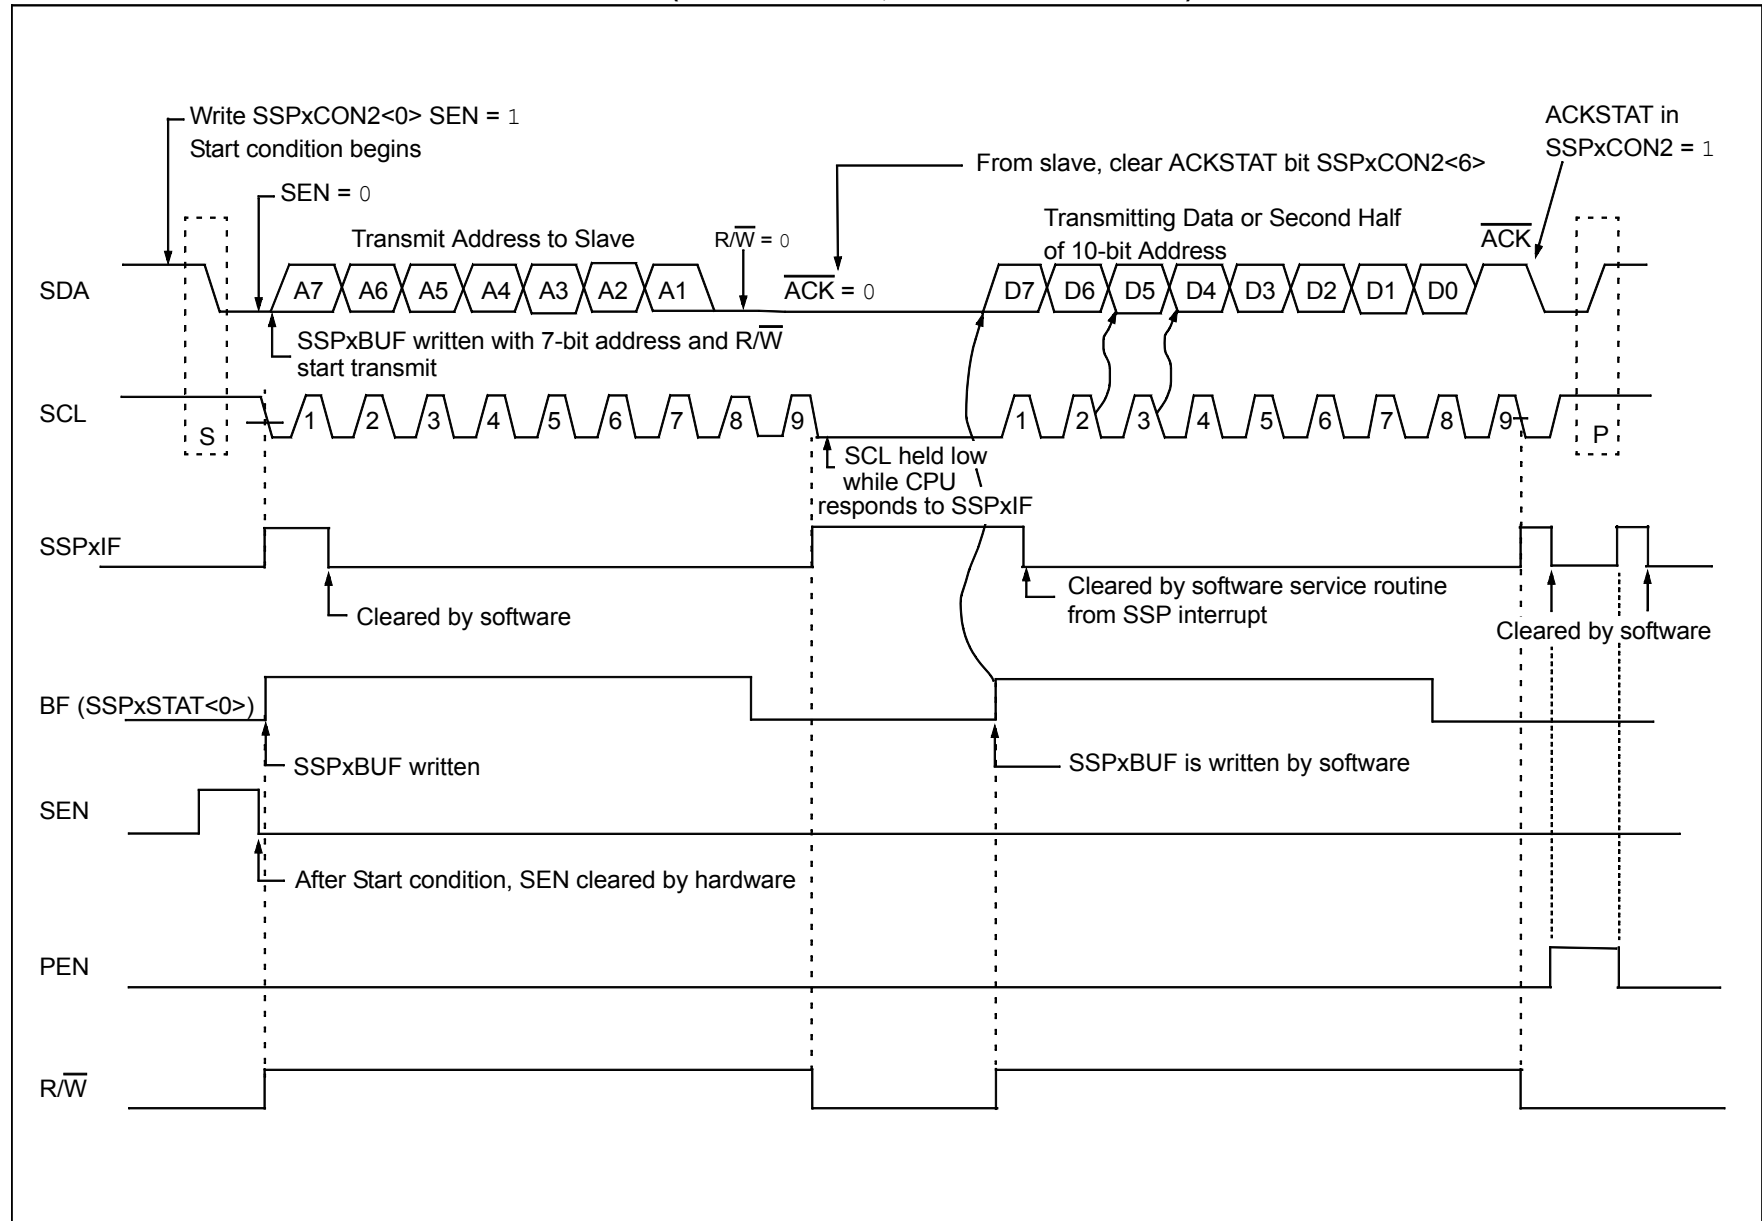 Write SSPxCON2<0> SEN = 1
Start condition begins
ACKSTAT in
SSPxCON2 = 1
From slave, clear ACKSTAT bit SSPxCON2<6>
SEN = 0
Transmit Address to Slave
R/W̅ = 0
Transmitting Data or Second Half
of 10-bit Address
A̅C̅K̅
SDA
A7 A6 A5 A4 A3 A2 A1
A̅C̅K̅ = 0
D7 D6 D5 D4 D3 D2 D1 D0
SSPxBUF written with 7-bit address and R/W̅
start transmit
SCL
S
1 2 3 4 5 6 7 8 9
1 2 3 4 5 6 7 8 9
P
SCL held low
while CPU
responds to SSPxIF
SSPxIF
Cleared by software
Cleared by software service routine
from SSP interrupt
Cleared by software
BF (SSPxSTAT<0>)
SSPxBUF written
SSPxBUF is written by software
SEN
After Start condition, SEN cleared by hardware
PEN
R/W̅